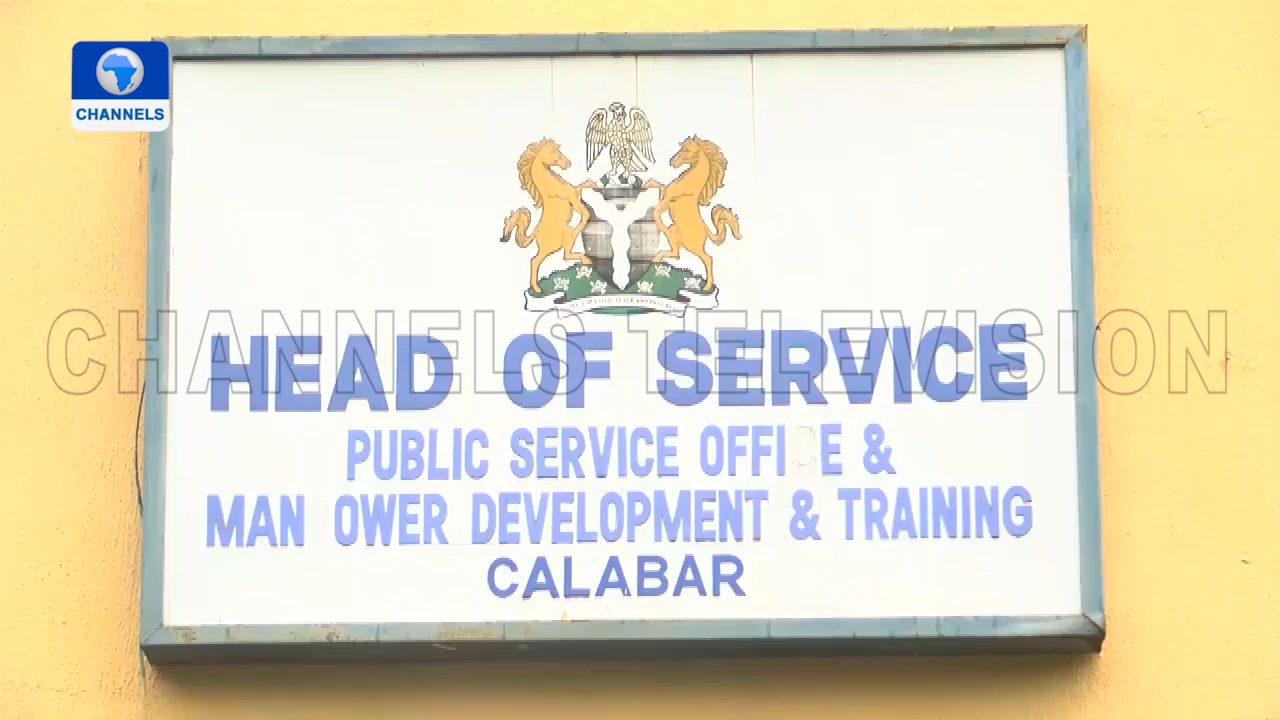 CHANNELS
CHANNELS TELEVISION
HEAD OF SERVICE
PUBLIC SERVICE OFFI E &
MAN OWER DEVELOPMENT & TRAINING
CALABAR